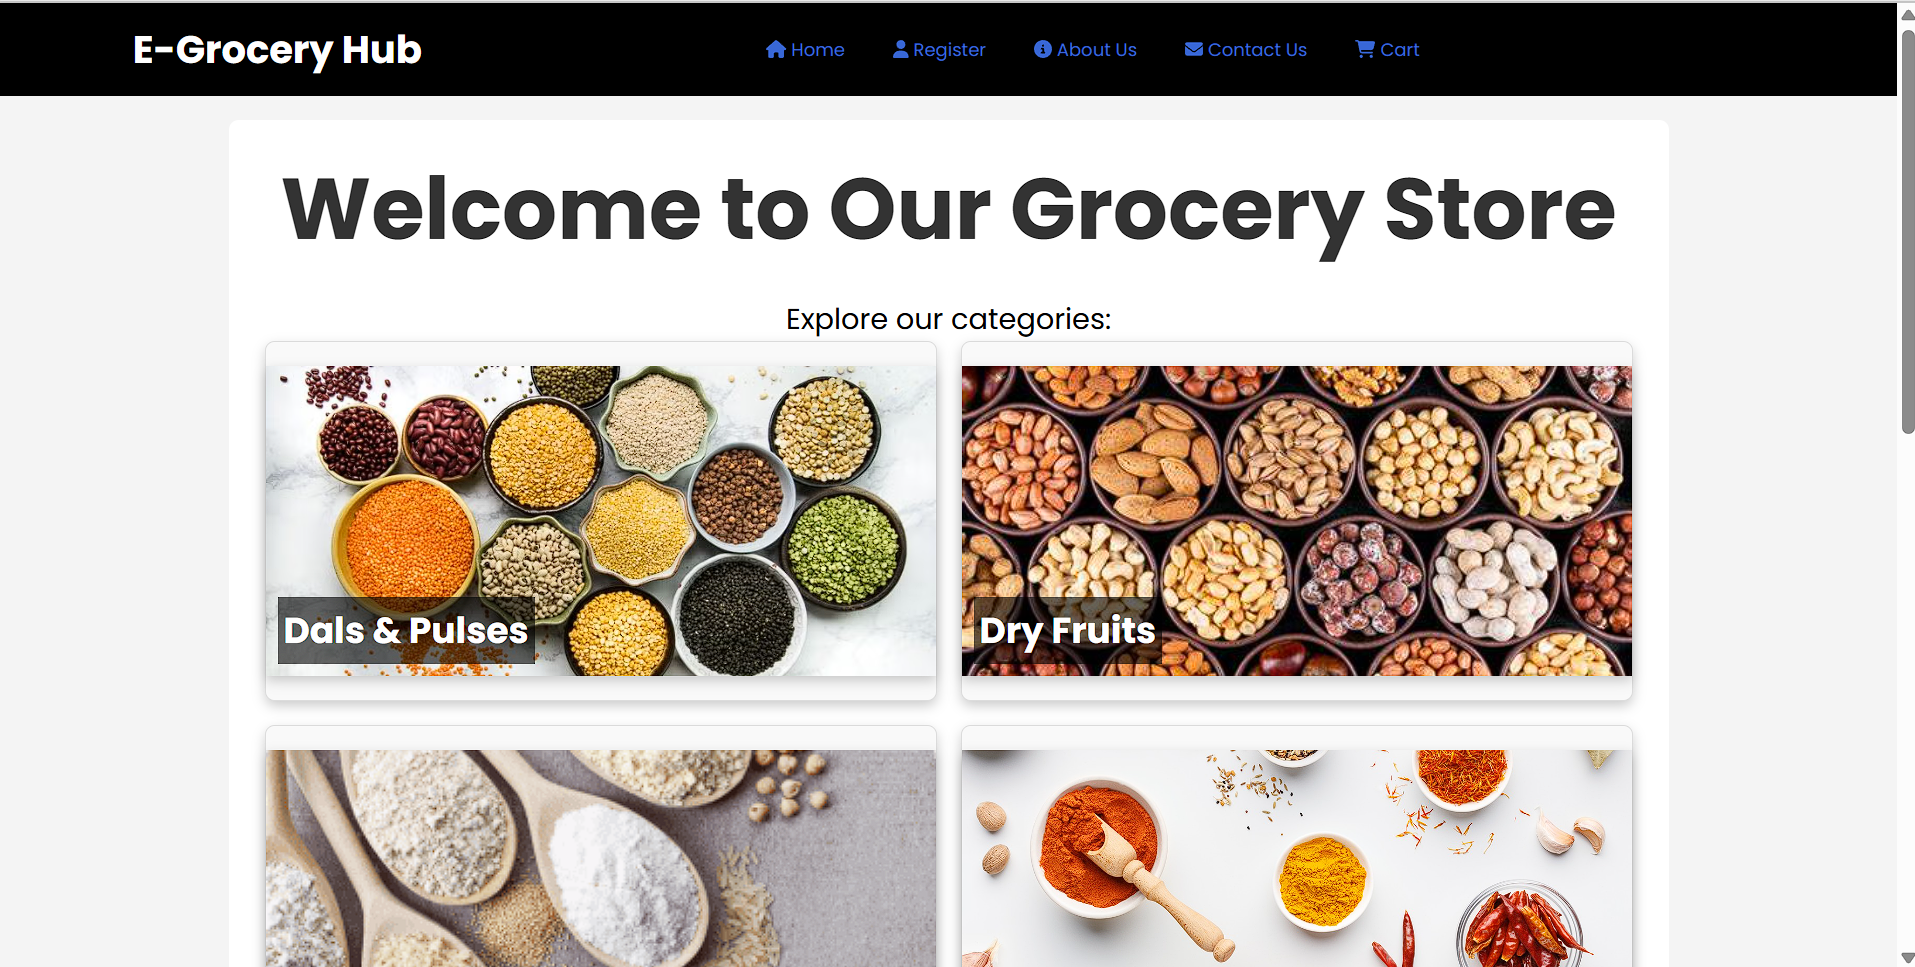 E-Grocery Hub
Home Register About Us Contact Us Cart
Welcome to Our Grocery Store
Explore our categories:
Dals & Pulses
Dry Fruits